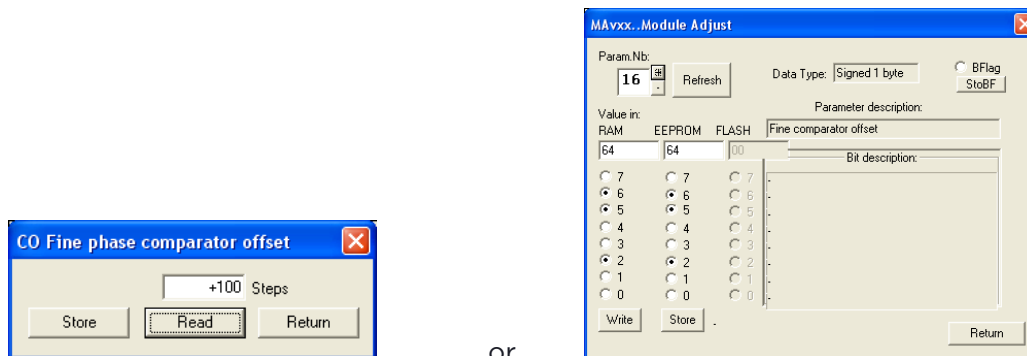 CO Fine phase comparator offset
+100 Steps
Store Read Return
or
MAvxx..Module Adjust
Param.Nb:
16 Refresh Data Type: Signed 1 byte BFlag
StoBF
Parameter description:
Value in:
RAM EEPROM FLASH Fine comparator offset
64 64 00 Bit description:
7 7 7 -
6 6 6 -
5 5 5 -
4 4 4 -
3 3 3 -
2 2 2 -
1 1 1 -
0 0 0 -
Write Store .
Return